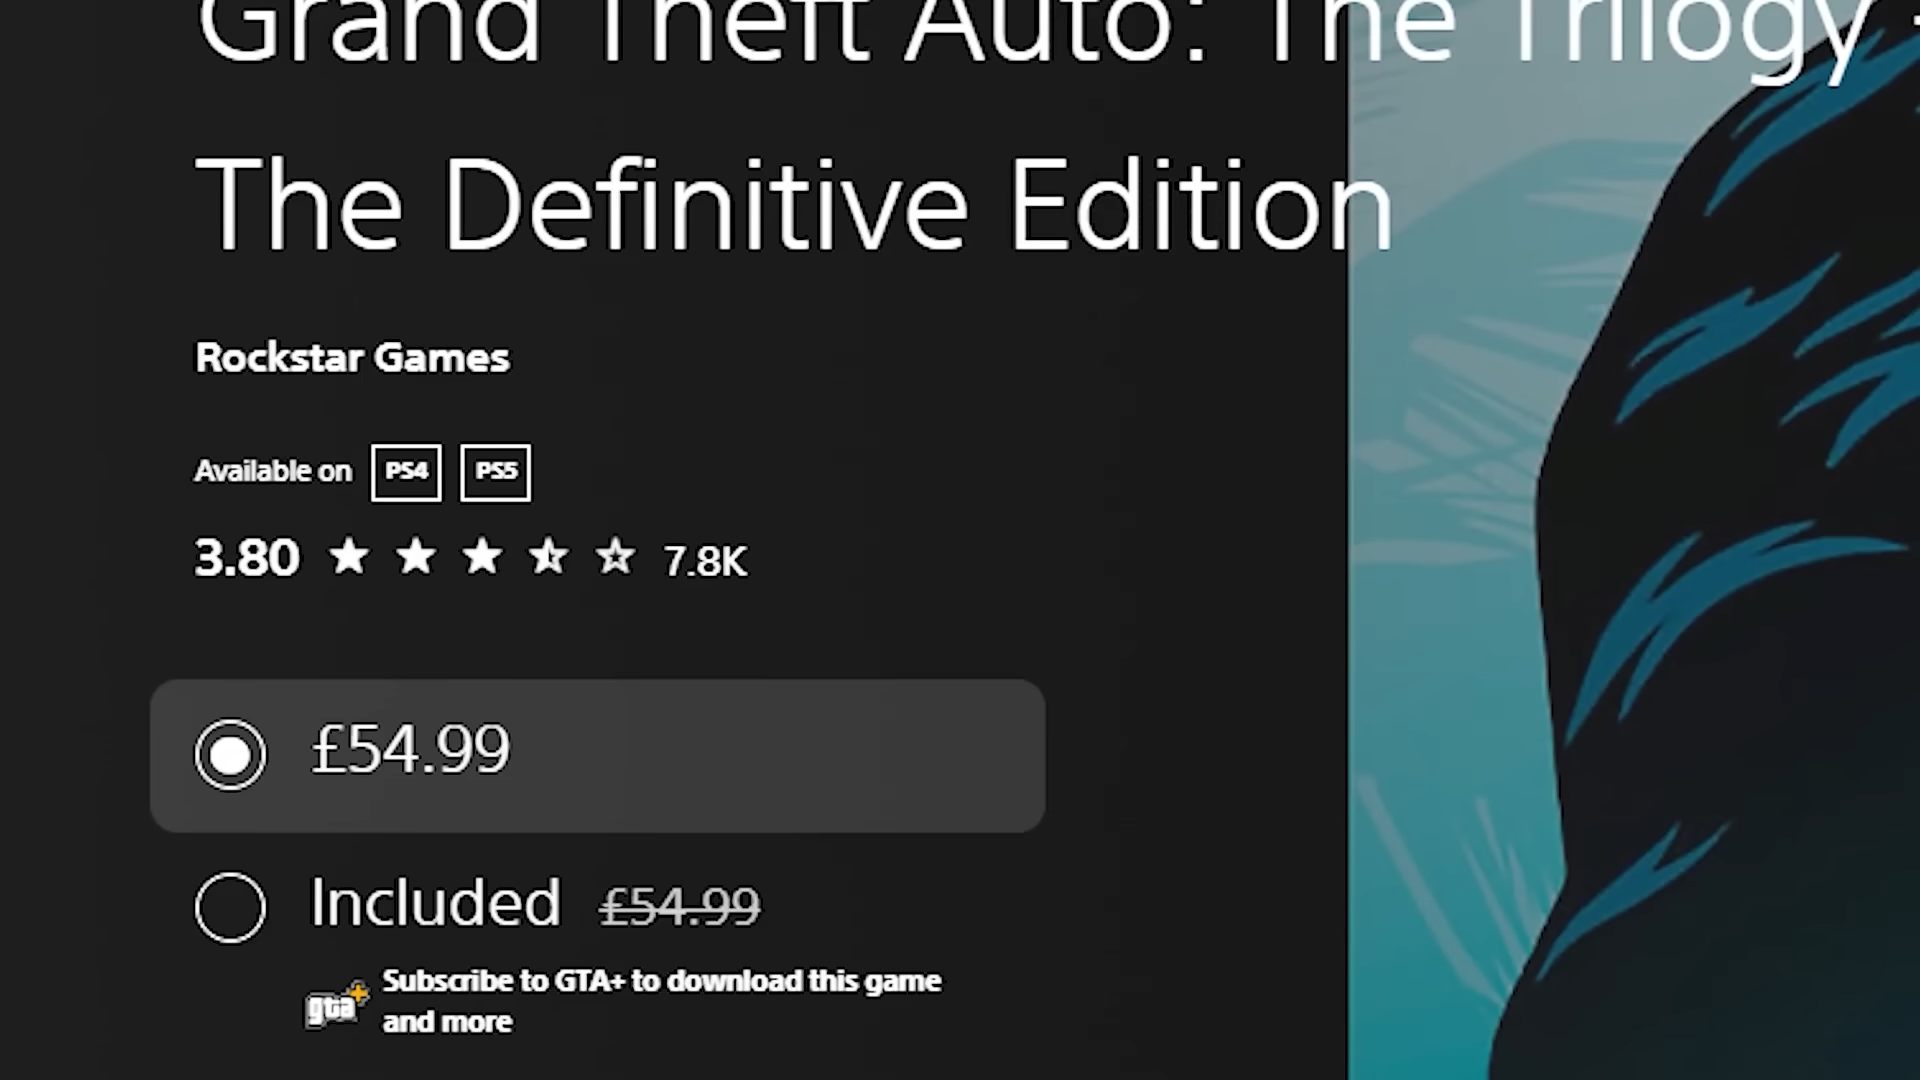 Grand Theft Auto: The Trilogy -
The Definitive Edition
Rockstar Games
Available on PS4 PS5
3.80 7.8K
£54.99
Included £54.99
gta+ Subscribe to GTA+ to download this game
and more